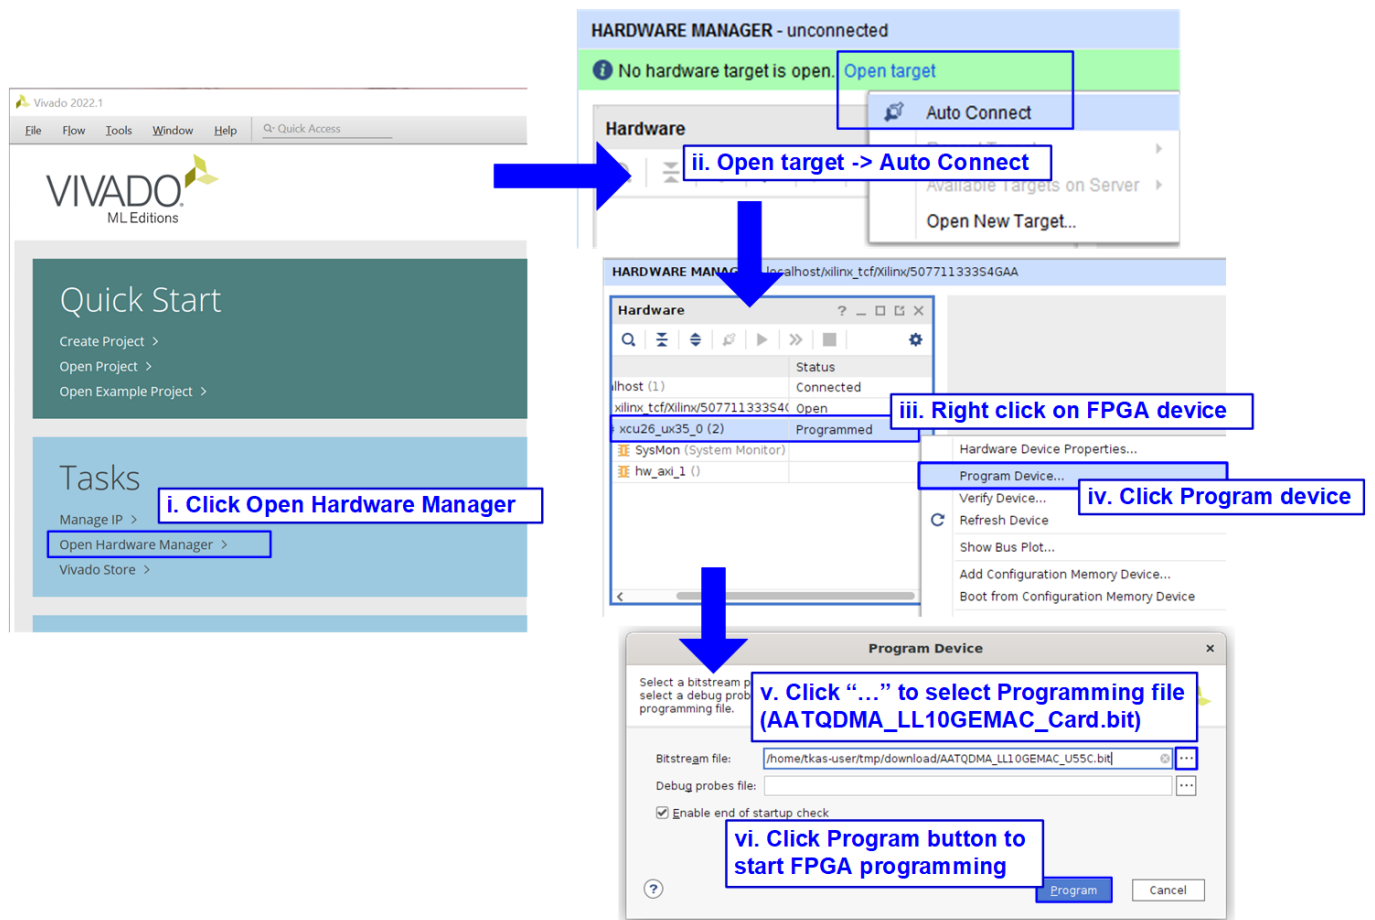 Vivado 2022.1
File Flow Tools Window Help Quick Access
VIVADO
ML Editions
Quick Start
Create Project >
Open Project >
Open Example Project >
Tasks
i. Click Open Hardware Manager
Manage IP >
Open Hardware Manager >
Vivado Store >
HARDWARE MANAGER - unconnected
No hardware target is open. Open target
Auto Connect
Hardware
ii. Open target -> Auto Connect
Available Targets on Server
Open New Target...
HARDWARE MANAG localhost/xilinx_tcf/Xilinx/507711333S4GAA
Hardware
Status
lhost (1) Connected
xilinx_tcf/Xilinx/507711333S4G Open
iii. Right click on FPGA device
xcu26_ux35_0 (2) Programmed
SysMon (System Monitor)
hw_axi_1 ()
Hardware Device Properties...
Program Device...
iv. Click Program device
Verify Device...
Refresh Device
Show Bus Plot...
Add Configuration Memory Device...
Boot from Configuration Memory Device
Program Device
Select a bitstream p
select a debug prob
programming file.
v. Click “...” to select Programming file
(AATQDMA_LL10GEMAC_Card.bit)
Bitstream file: /home/tkas-user/tmp/download/AATQDMA_LL10GEMAC_U55C.bit ...
Debug probes file: ...
Enable end of startup check
vi. Click Program button to
start FPGA programming
? Program Cancel